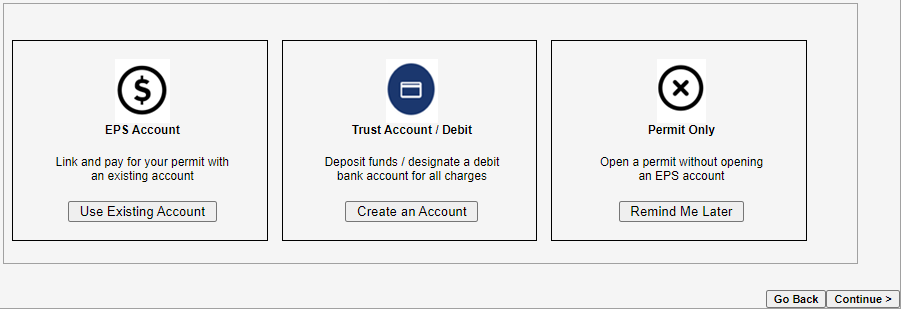 EPS Account
Link and pay for your permit with
an existing account
Use Existing Account
Trust Account / Debit
Deposit funds / designate a debit
bank account for all charges
Create an Account
Permit Only
Open a permit without opening
an EPS account
Remind Me Later
Go Back
Continue >